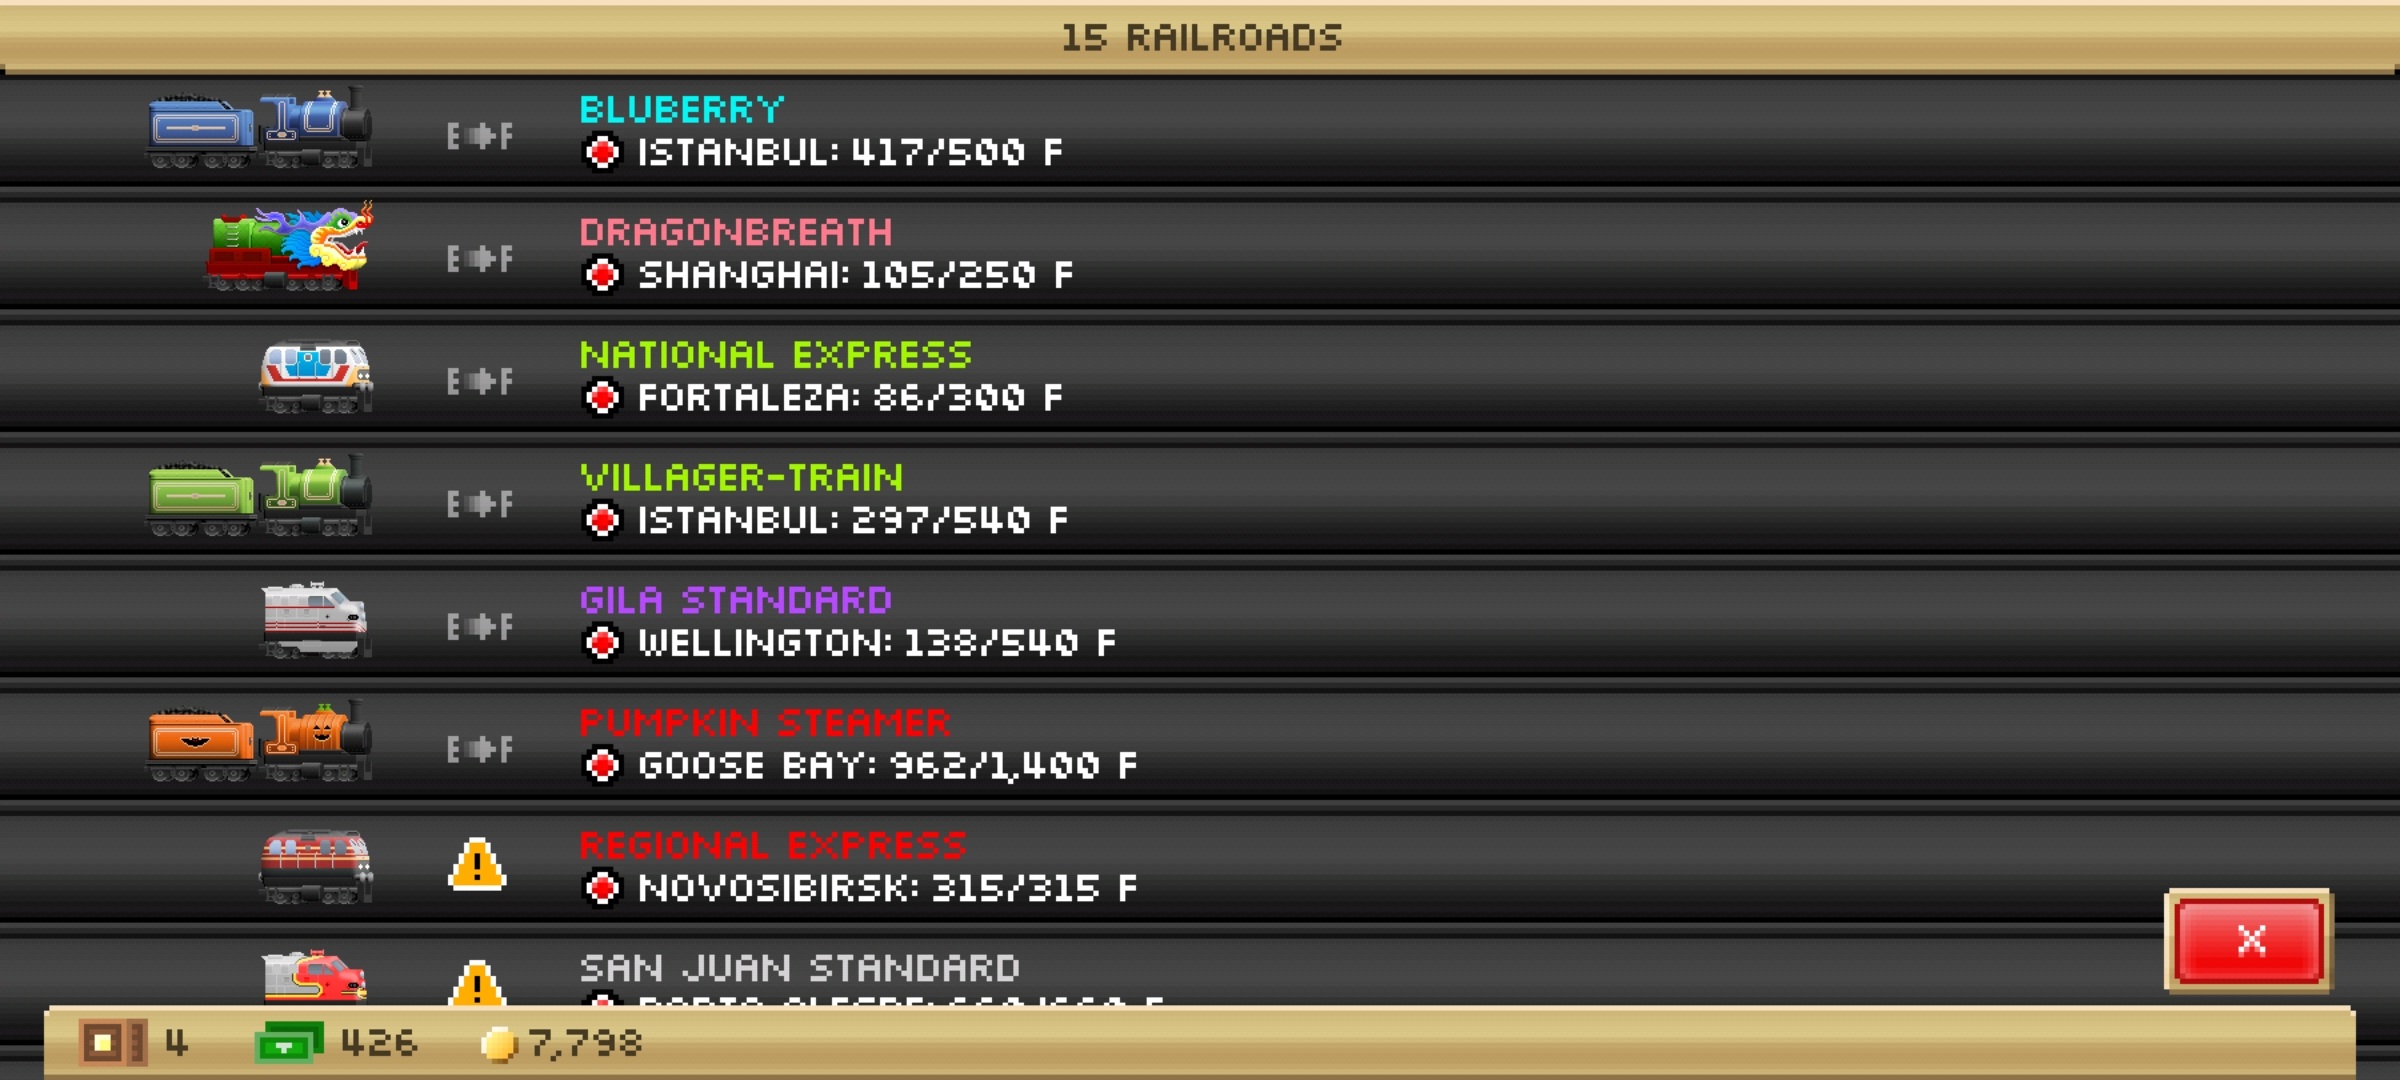 15 RAILROADS
BLUBERRY
E F
ISTANBUL: 417/500 F
DRAGONBREATH
E F
SHANGHAI: 105/250 F
NATIONAL EXPRESS
E F
FORTALEZA: 86/300 F
VILLAGER-TRAIN
E F
ISTANBUL: 297/540 F
GILA STANDARD
E F
WELLINGTON: 138/540 F
PUMPKIN STEAMER
E F
GOOSE BAY: 962/1,400 F
REGIONAL EXPRESS
!
NOVOSIBIRSK: 315/315 F
X
SAN JUAN STANDARD
!
4 426 7,798